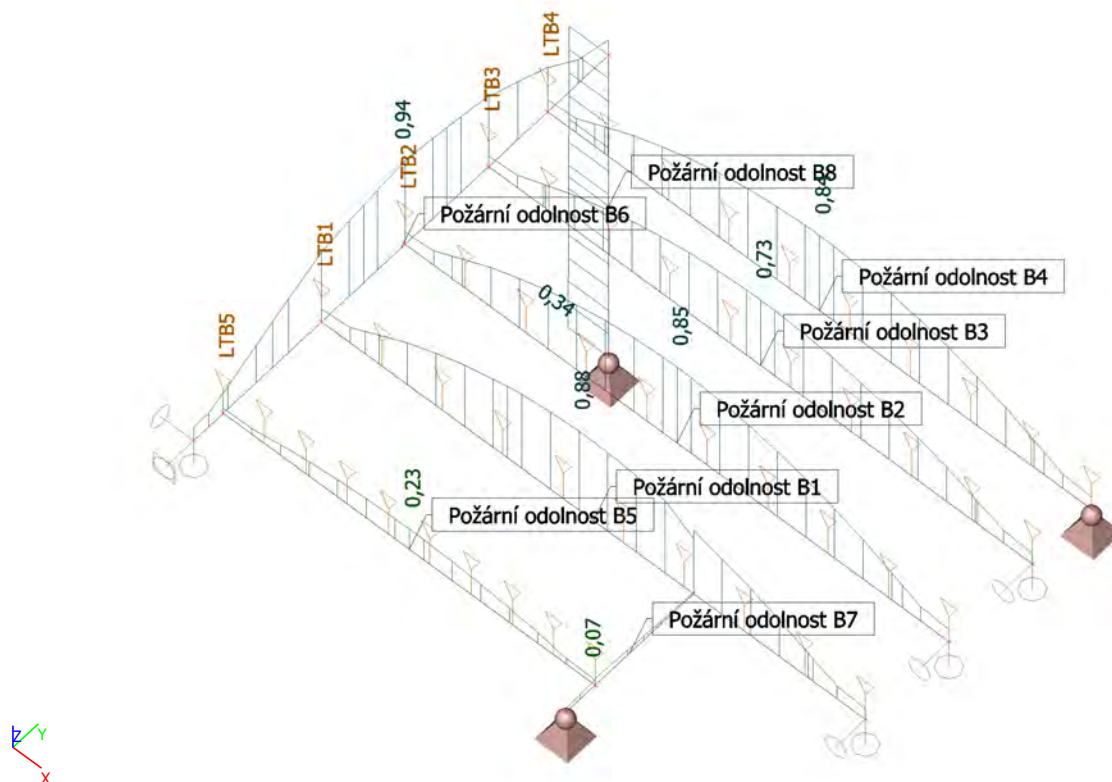 LTB4
LTB3
0,94
LTB2
Požární odolnost B8
0,84
Požární odolnost B6
LTB1
0,73
Požární odolnost B4
0,34
0,85
Požární odolnost B3
LTB5
0,88
Požární odolnost B2
0,23
Požární odolnost B1
Požární odolnost B5
0,07
Požární odolnost B7
Z
Y
X